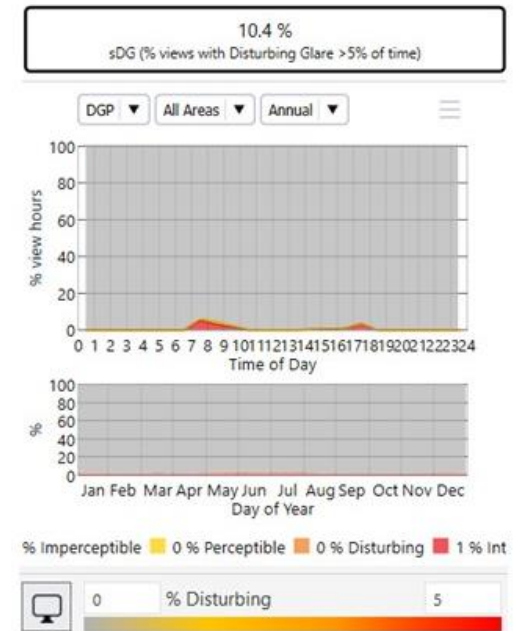 10.4 %
sDG (% views with Disturbing Glare >5% of time)
DGP ▼ All Areas ▼ Annual ▼
100
80
60
40
20
0
% view hours
0 1 2 3 4 5 6 7 8 9 101112131415161718192021222324
Time of Day
100
80
60
40
20
0
%
Jan Feb Mar Apr May Jun Jul Aug Sep Oct Nov Dec
Day of Year
% Imperceptible 0 % Perceptible 0 % Disturbing 1 % Int
0 % Disturbing 5